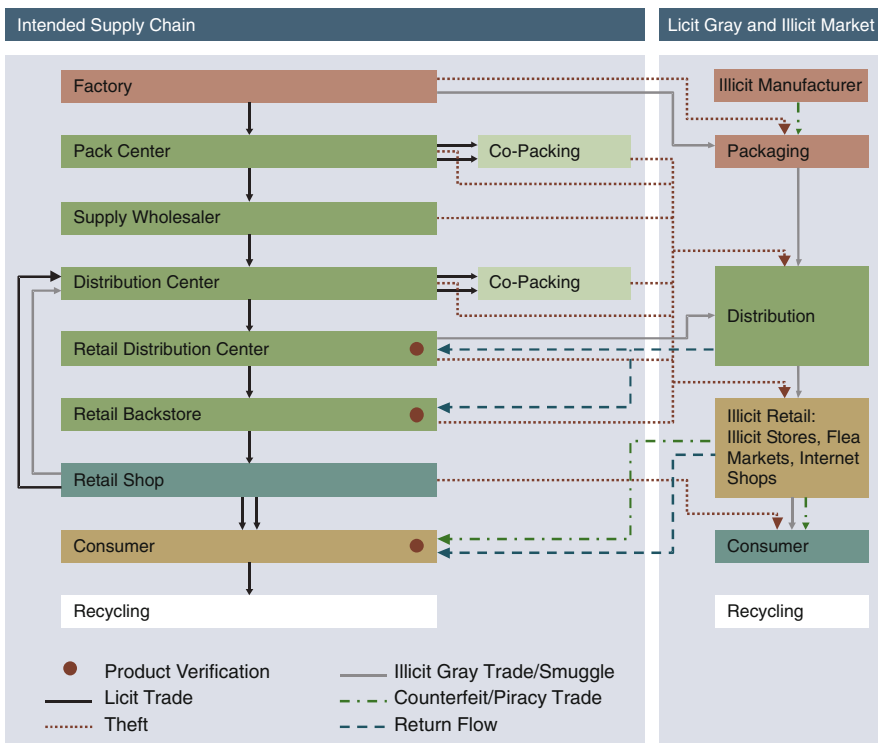 Intended Supply Chain
Licit Gray and Illicit Market
Factory
Illicit Manufacturer
Pack Center
Co-Packing
Packaging
Supply Wholesaler
Distribution Center
Co-Packing
Distribution
Retail Distribution Center
Retail Backstore
Illicit Retail:
Illicit Stores, Flea
Markets, Internet
Shops
Retail Shop
Consumer
Consumer
Recycling
Recycling
Product Verification
Illicit Gray Trade/Smuggle
Licit Trade
Counterfeit/Piracy Trade
Theft
Return Flow